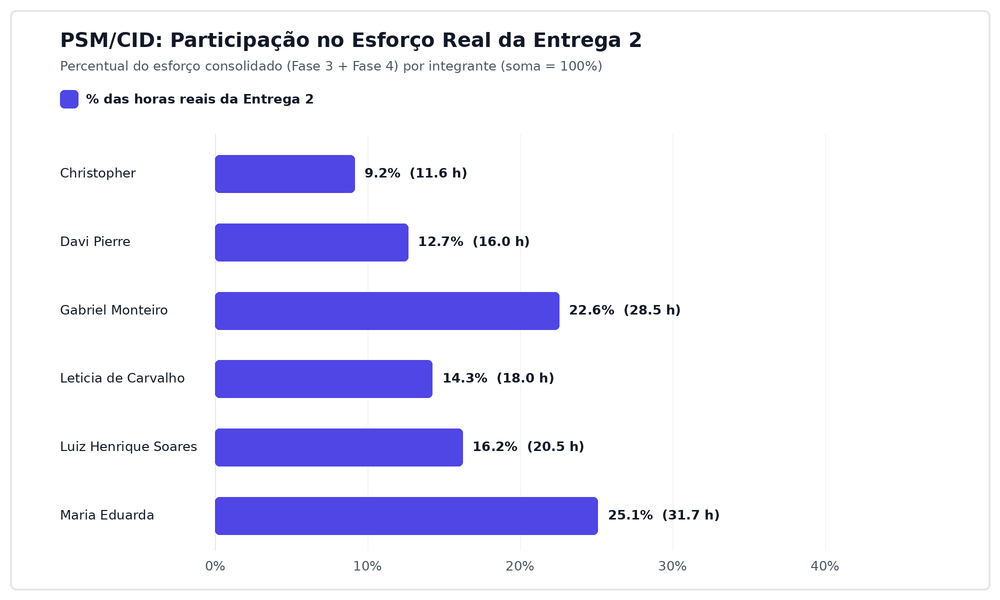 PSM/CID: Participação no Esforço Real da Entrega 2
Percentual do esforço consolidado (Fase 3 + Fase 4) por integrante (soma = 100%)
% das horas reais da Entrega 2
Christopher 9.2% (11.6 h)
Davi Pierre 12.7% (16.0 h)
Gabriel Monteiro 22.6% (28.5 h)
Leticia de Carvalho 14.3% (18.0 h)
Luiz Henrique Soares 16.2% (20.5 h)
Maria Eduarda 25.1% (31.7 h)
0% 10% 20% 30% 40%